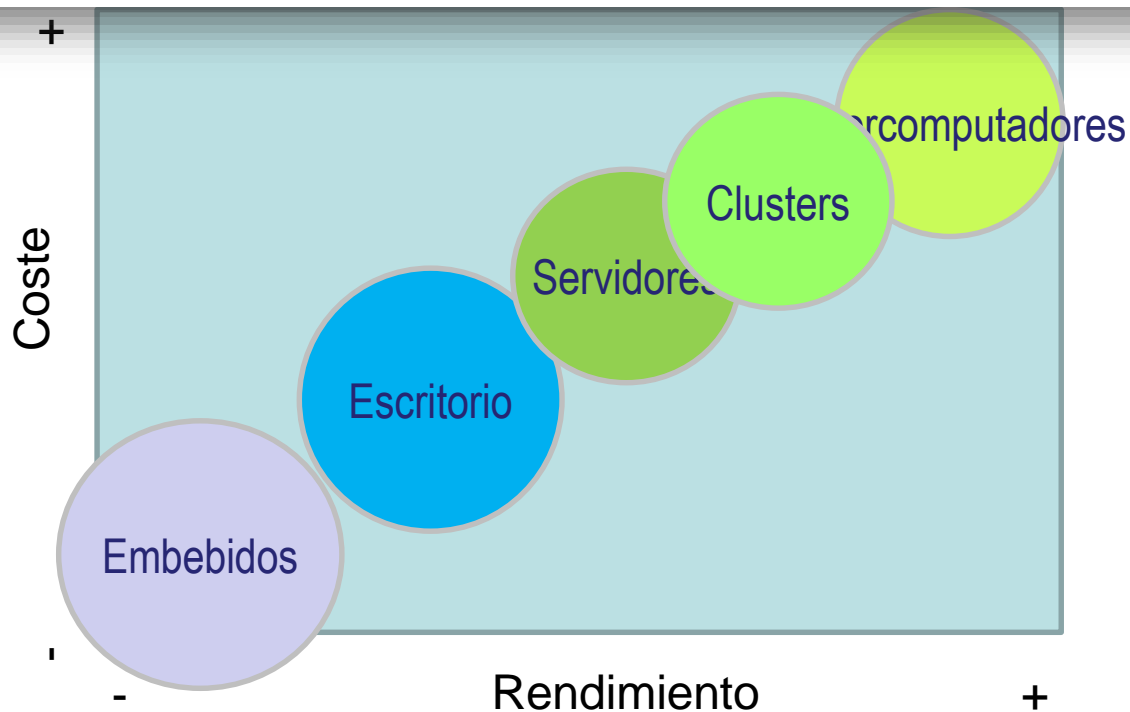 +
rcomputadores
Clusters
Servidores
Coste
Escritorio
Embebidos
-
-
Rendimiento
+